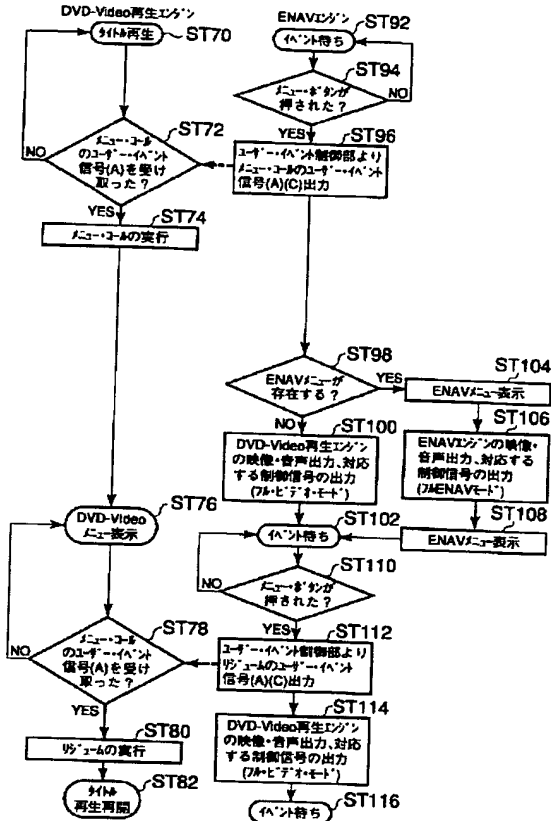 DVD-Video再生エンジン
タイトル再生
ST70
メニュー・コール
のユーザー・イベント
信号(A)を受け
取った?
ST72
NO
YES
ST74
メニュー・コールの実行
ST76
DVD-Video
メニュー表示
ST78
メニュー・コール
のユーザー・イベント
信号(A)を受け
取った?
NO
YES
ST80
リジュームの実行
ST82
タイトル
再生再開
ENAVエンジン
ST92
イベント待ち
ST94
メニュー・ボタンが
押された?
NO
YES
ST96
ユーザー・イベント制御部より
メニュー・コールのユーザー・イベント
信号(A)(C)出力
ST98
ENAVメニューが
存在する?
YES
NO
ST100
DVD-Video再生エンジン
の映像・音声出力、対応
する制御信号の出力
(フル・ビデオ・モード)
ST104
ENAVメニュー表示
ST106
ENAVエンジンの映像・
音声出力、対応する
制御信号の出力
(フルENAVモード)
ST108
ENAVメニュー表示
ST102
イベント待ち
ST110
メニュー・ボタンが
押された?
NO
YES
ST112
ユーザー・イベント制御部より
リジュームのユーザー・イベント
信号(A)(C)出力
ST114
DVD-Video再生エンジン
の映像・音声出力、対応
する制御信号の出力
(フル・ビデオ・モード)
ST116
イベント待ち